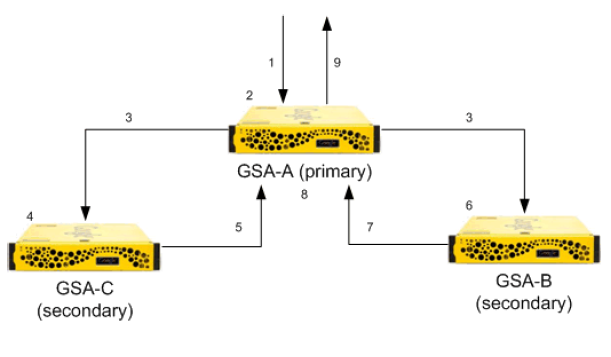 1
9
2
3
3
GSA-A (primary)
8
4
5
7
6
GSA-C
(secondary)
GSA-B
(secondary)